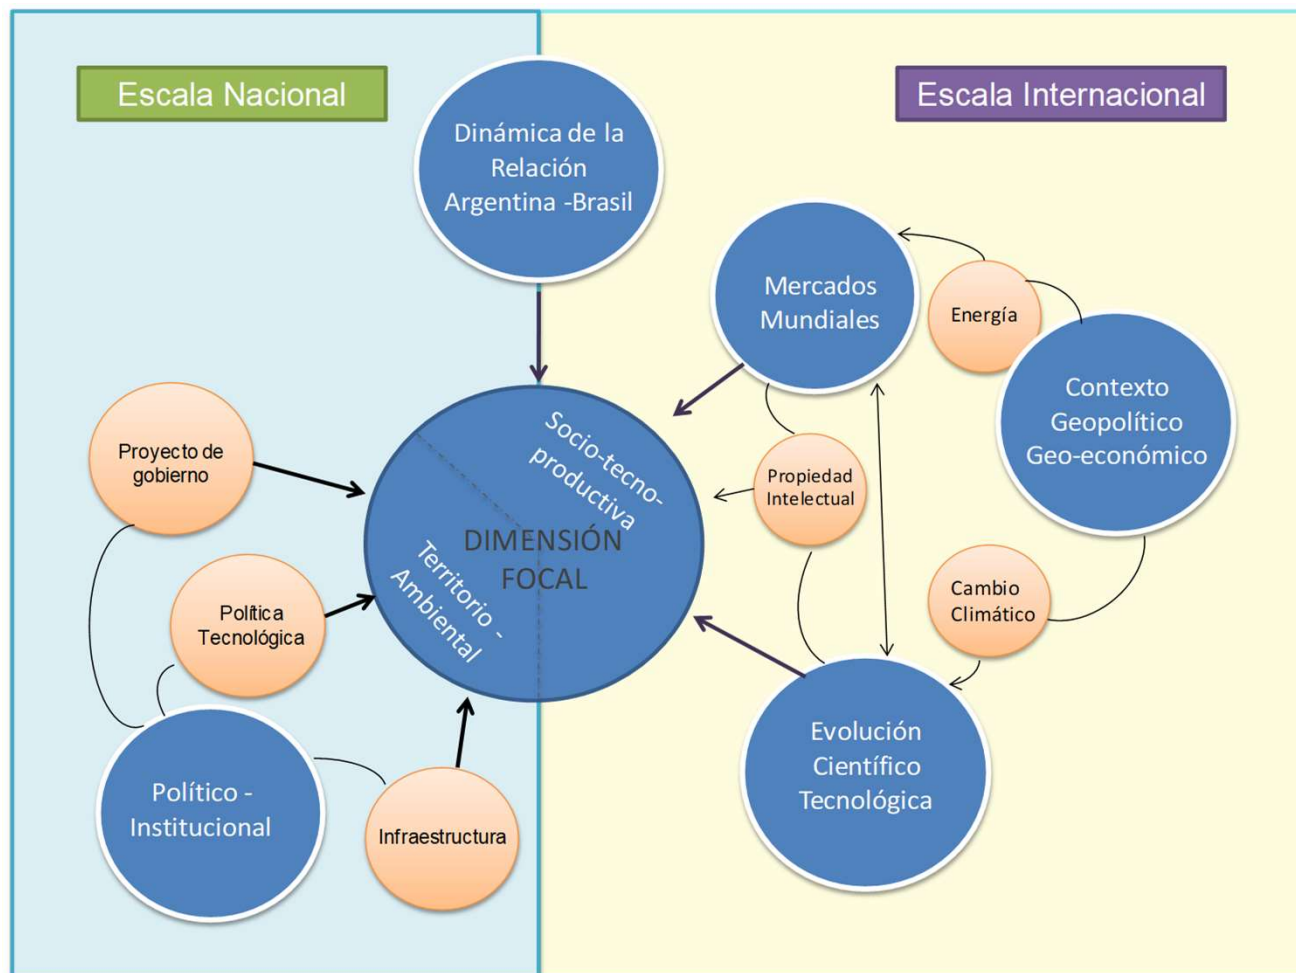 Escala Nacional
Escala Internacional
Dinámica de la
Relación
Argentina -Brasil
Mercados
Mundiales
Energía
Contexto
Geopolítico
Geo-económico
Proyecto de
gobierno
Socio-tecno-
productiva
Propiedad
Intelectual
DIMENSIÓN
FOCAL
Territorio -
Ambiental
Política
Tecnológica
Cambio
Climático
Evolución
Científico
Tecnológica
Político -
Institucional
Infraestructura